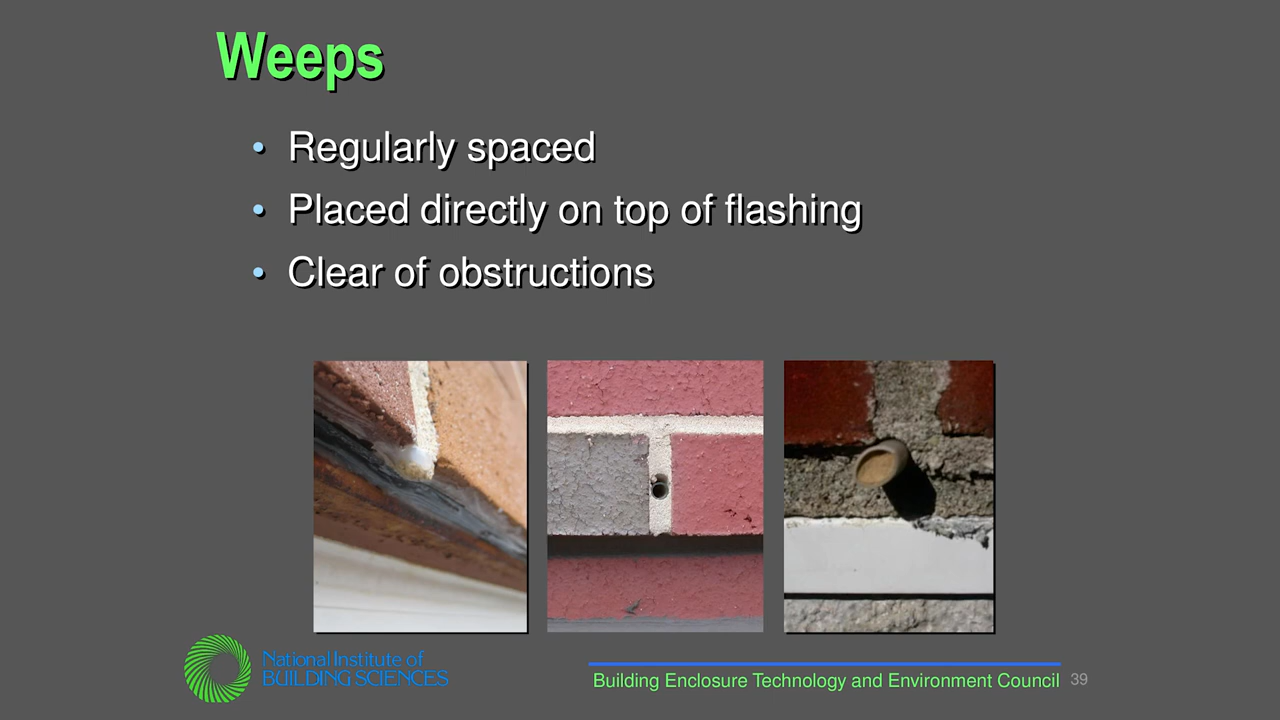 Weeps
• Regularly spaced
• Placed directly on top of flashing
• Clear of obstructions
National Institute of
BUILDING SCIENCES
Building Enclosure Technology and Environment Council 39